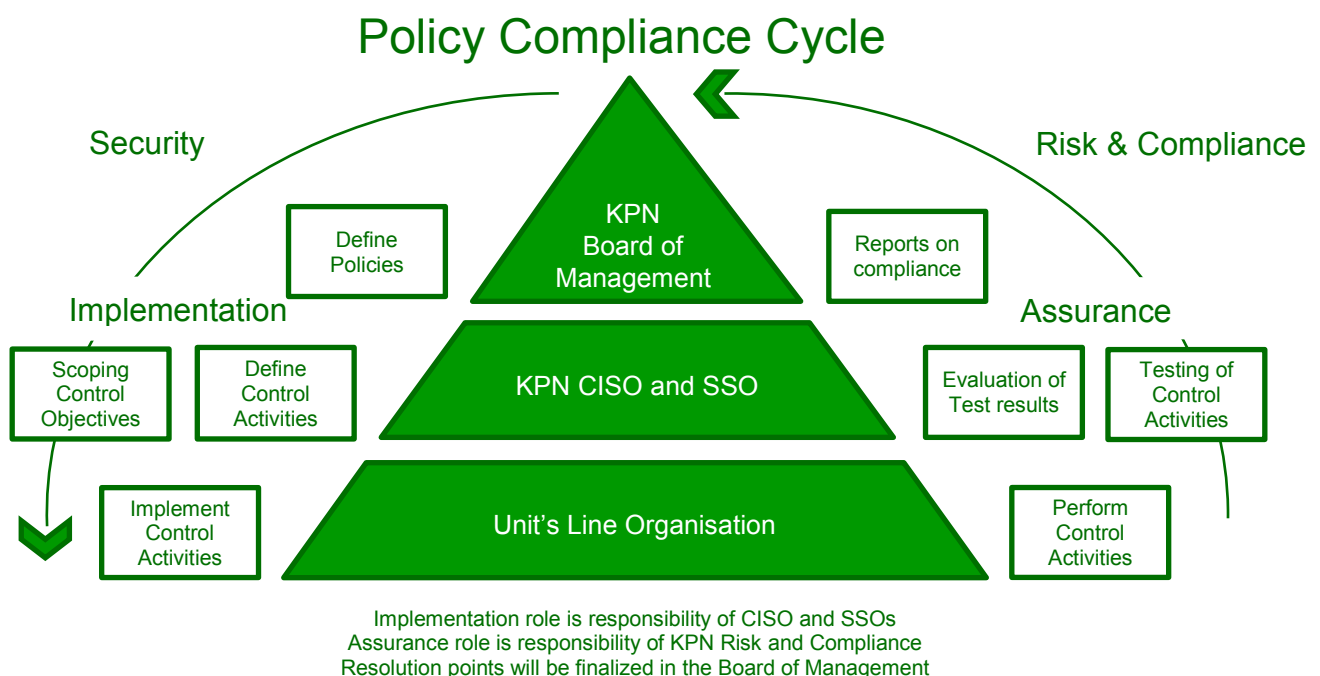 Policy Compliance Cycle
Security
Risk & Compliance
KPN
Board of
Management
Define
Policies
Reports on
compliance
Implementation
Assurance
Scoping
Control
Objectives
Define
Control
Activities
KPN CISO and SSO
Evaluation of
Test results
Testing of
Control
Activities
Implement
Control
Activities
Unit's Line Organisation
Perform
Control
Activities
Implementation role is responsibility of CISO and SSOs
Assurance role is responsibility of KPN Risk and Compliance
Resolution points will be finalized in the Board of Management